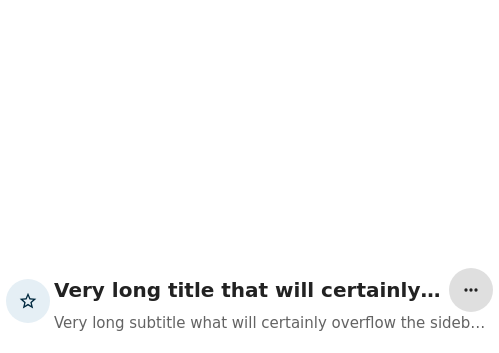 Very long title that will certainly...
Very long subtitle what will certainly overflow the sideb...